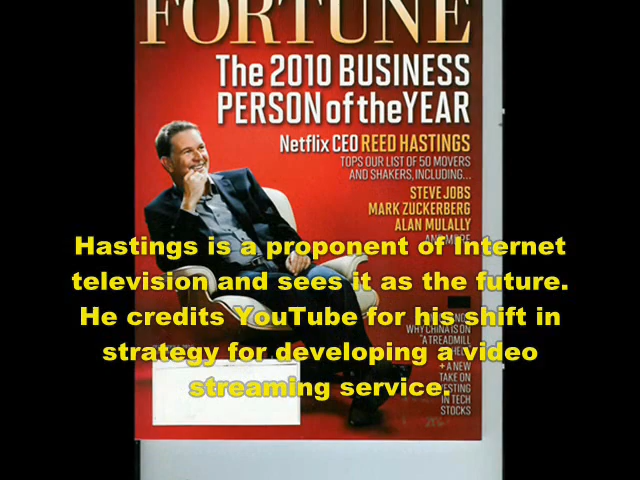 FORTUNE
The 2010 BUSINESS
PERSON of the YEAR
Netflix CEO REED HASTINGS
TOPS OUR LIST OF 50 MOVERS
AND SHAKERS, INCLUDING...
STEVE JOBS
MARK ZUCKERBERG
ALAN MULALLY
AND MORE
Hastings is a proponent of Internet
television and sees it as the future.
He credits YouTube for his shift in
strategy for developing a video
streaming service.
WHY CHINA IS ON
"A TREADMILL
+ A NEW
TAKE ON
IN TECH
STOCKS